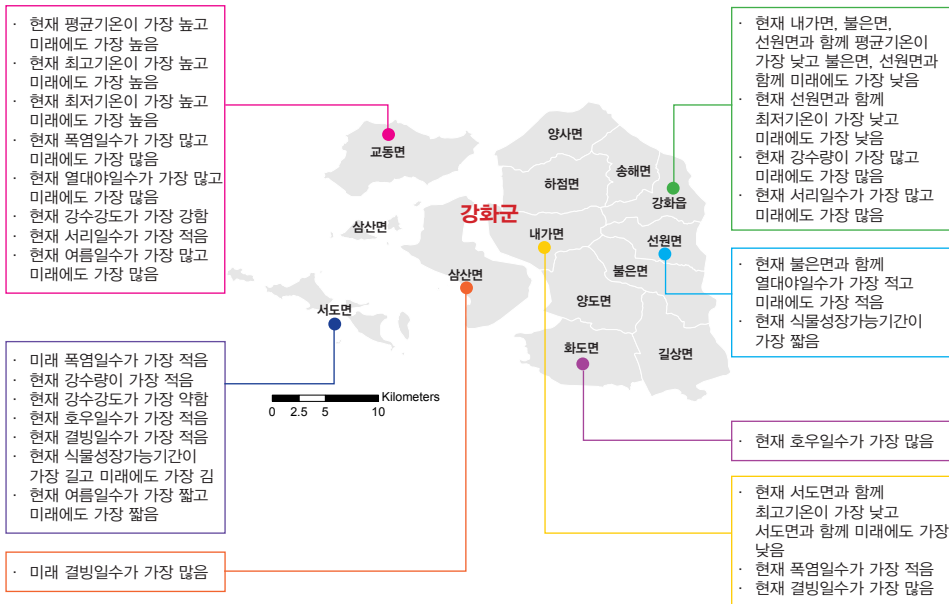 · 현재 평균기온이 가장 높고
미래에도 가장 높음
· 현재 최고기온이 가장 높고
미래에도 가장 높음
· 현재 최저기온이 가장 높고
미래에도 가장 높음
· 현재 폭염일수가 가장 많고
미래에도 가장 많음
· 현재 열대야일수가 가장 많고
미래에도 가장 많음
· 현재 강수강도가 가장 강함
· 현재 서리일수가 가장 적음
· 현재 여름일수가 가장 많고
미래에도 가장 많음
· 미래 폭염일수가 가장 적음
· 현재 강수량이 가장 적음
· 현재 강수강도가 가장 약함
· 현재 호우일수가 가장 적음
· 현재 결빙일수가 가장 적음
· 현재 식물성장가능기간이
가장 길고 미래에도 가장 김
· 현재 여름일수가 가장 짧고
미래에도 가장 짧음
· 미래 결빙일수가 가장 많음
강화군
교동면
양사면
송해면
하점면
강화읍
삼산면
내가면
선원면
불은면
삼산면
양도면
서도면
화도면
길상면
Kilometers
0 2.5 5 10
· 현재 내가면, 불은면,
선원면과 함께 평균기온이
가장 낮고 불은면, 선원면과
함께 미래에도 가장 낮음
· 현재 선원면과 함께
최저기온이 가장 낮고
미래에도 가장 낮음
· 현재 강수량이 가장 많고
미래에도 가장 많음
· 현재 서리일수가 가장 많고
미래에도 가장 많음
· 현재 불은면과 함께
열대야일수가 가장 적고
미래에도 가장 적음
· 현재 식물성장가능기간이
가장 짧음
· 현재 호우일수가 가장 많음
· 현재 서도면과 함께
최고기온이 가장 낮고
서도면과 함께 미래에도 가장
낮음
· 현재 폭염일수가 가장 적음
· 현재 결빙일수가 가장 많음